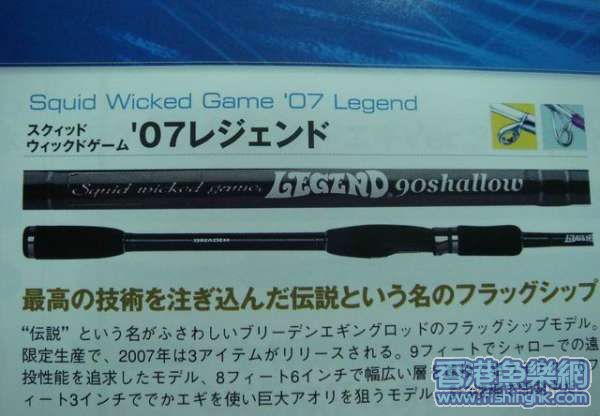 Squid Wicked Game '07 Legend
スクィッド
ウィックドゲーム '07レジェンド
Squid wicked games LEGEND 90shallow
BREADEN
LEGEND
最高の技術を注ぎ込んだ伝説という名のフラッグシップ
“伝説”という名がふさわしいブリーデンエギングロッドのフラッグシップモデル。
限定生産で、2007年は3アイテムがリリースされる。9フィートでシャローでの遠
投性能を追求したモデル、8フィート6インチで幅広い層を
ィート3インチででかエギを使い巨大アオリを狙うモデル
香港魚樂網
www.hkfishing.com